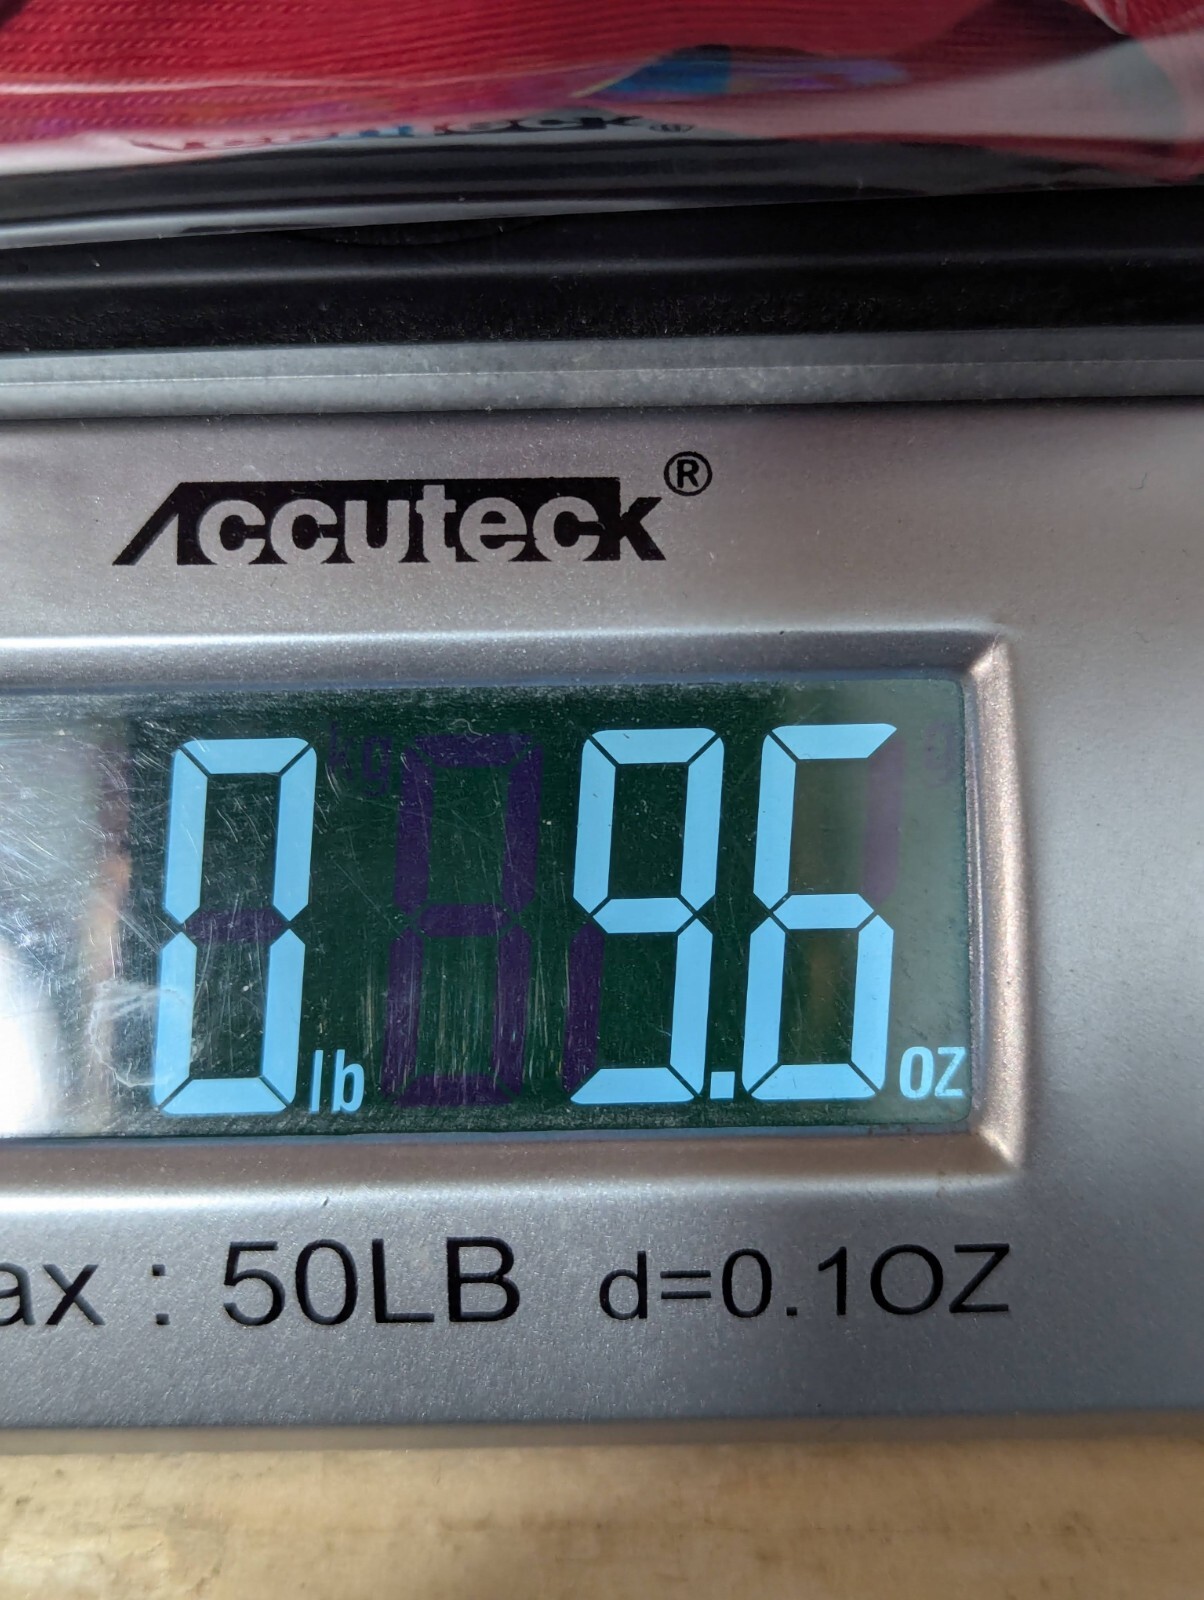 Accuteck®
0 lb 9.6 oz
ax : 50LB d=0.1OZ